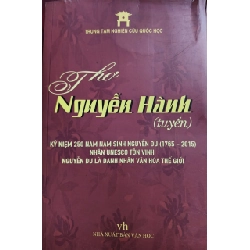 TRUNG TÂM NGHIÊN CỨU QUỐC HỌC
Thơ
Nguyễn Hành
(tuyển)
KỶ NIỆM 250 NĂM NĂM SINH NGUYỄN DU (1765 - 2015)
NHÂN UNESCO TÔN VINH
NGUYỄN DU LÀ DANH NHÂN VĂN HÓA THẾ GIỚI
vh
NHÀ XUẤT BẢN VĂN HỌC